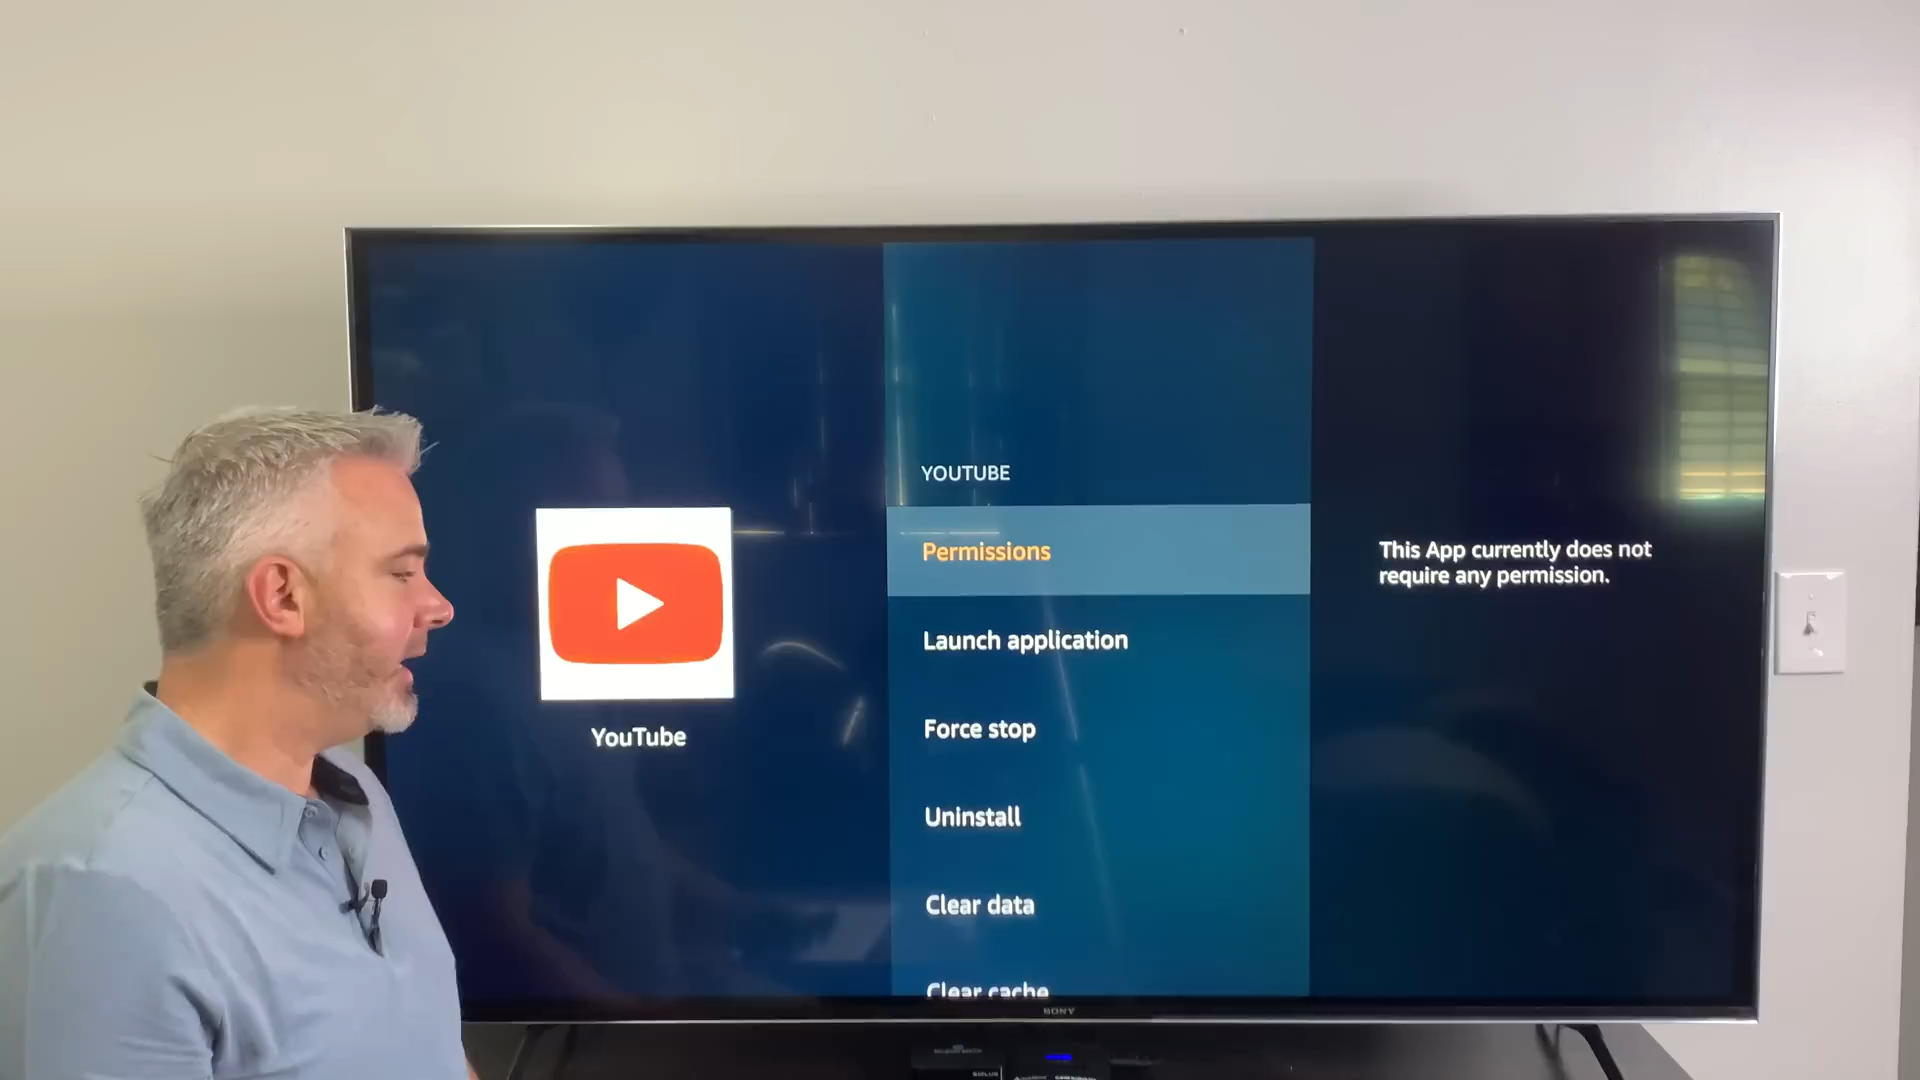 YOUTUBE
Permissions
This App currently does not
require any permission.
Launch application
Force stop
YouTube
Uninstall
Clear data
Clear cache
SONY